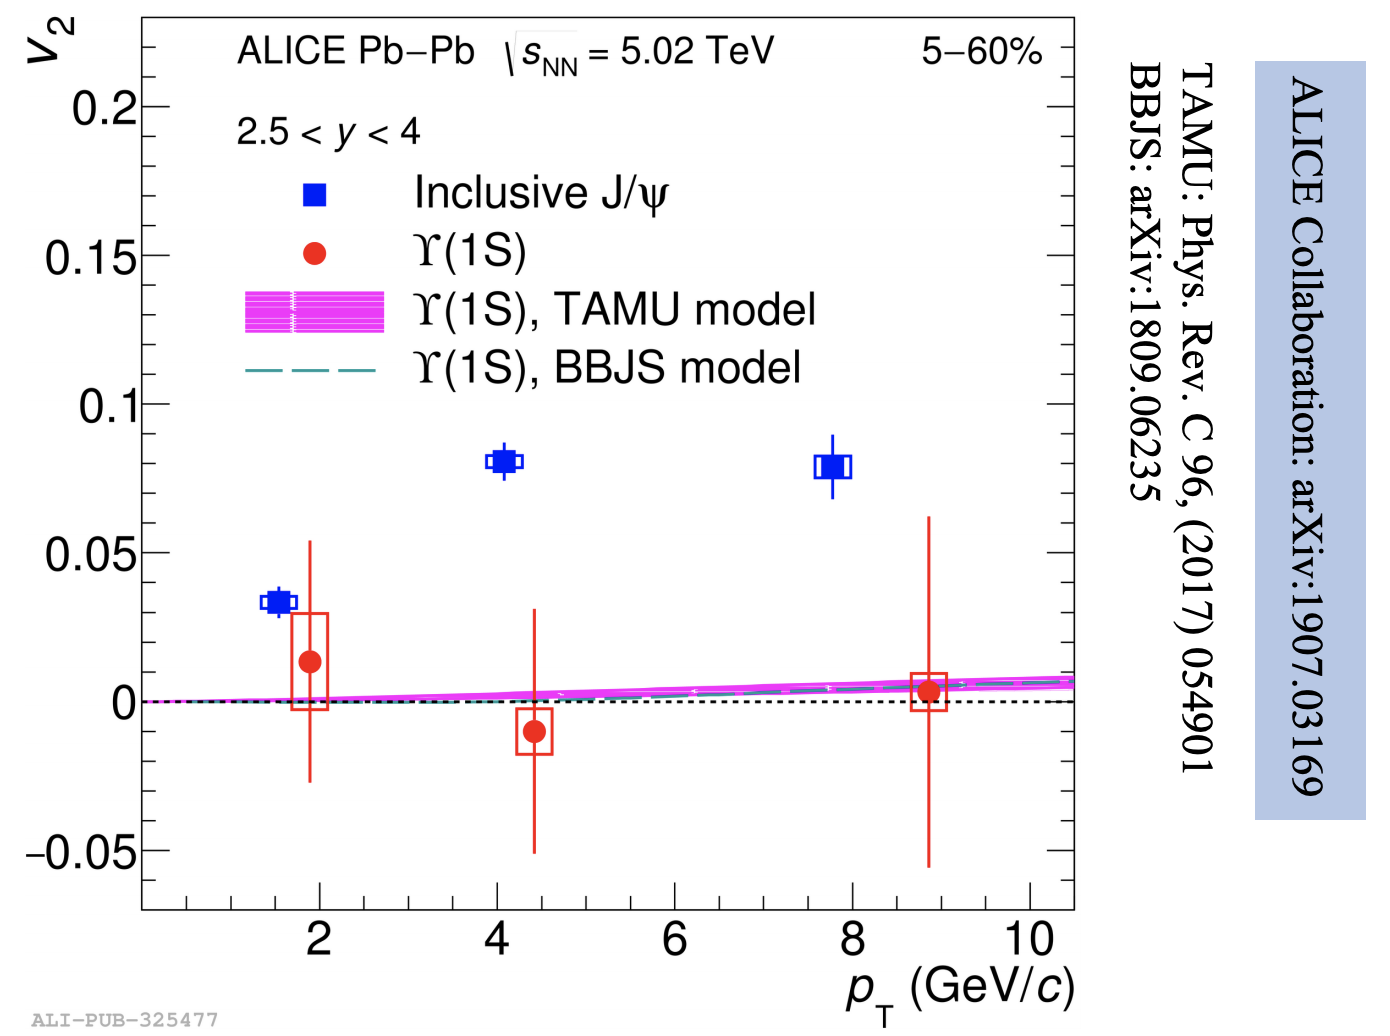 v2
ALICE Pb–Pb √sNN = 5.02 TeV
5–60%
2.5 < y < 4
Inclusive J/ψ
ϒ(1S)
ϒ(1S), TAMU model
ϒ(1S), BBJS model
0.2
0.15
0.1
0.05
0
−0.05
2 4 6 8 10
pT (GeV/c)
ALI-PUB-325477
ALICE Collaboration: arXiv:1907.03169
TAMU: Phys. Rev. C 96, (2017) 054901
BBJS: arXiv:1809.06235